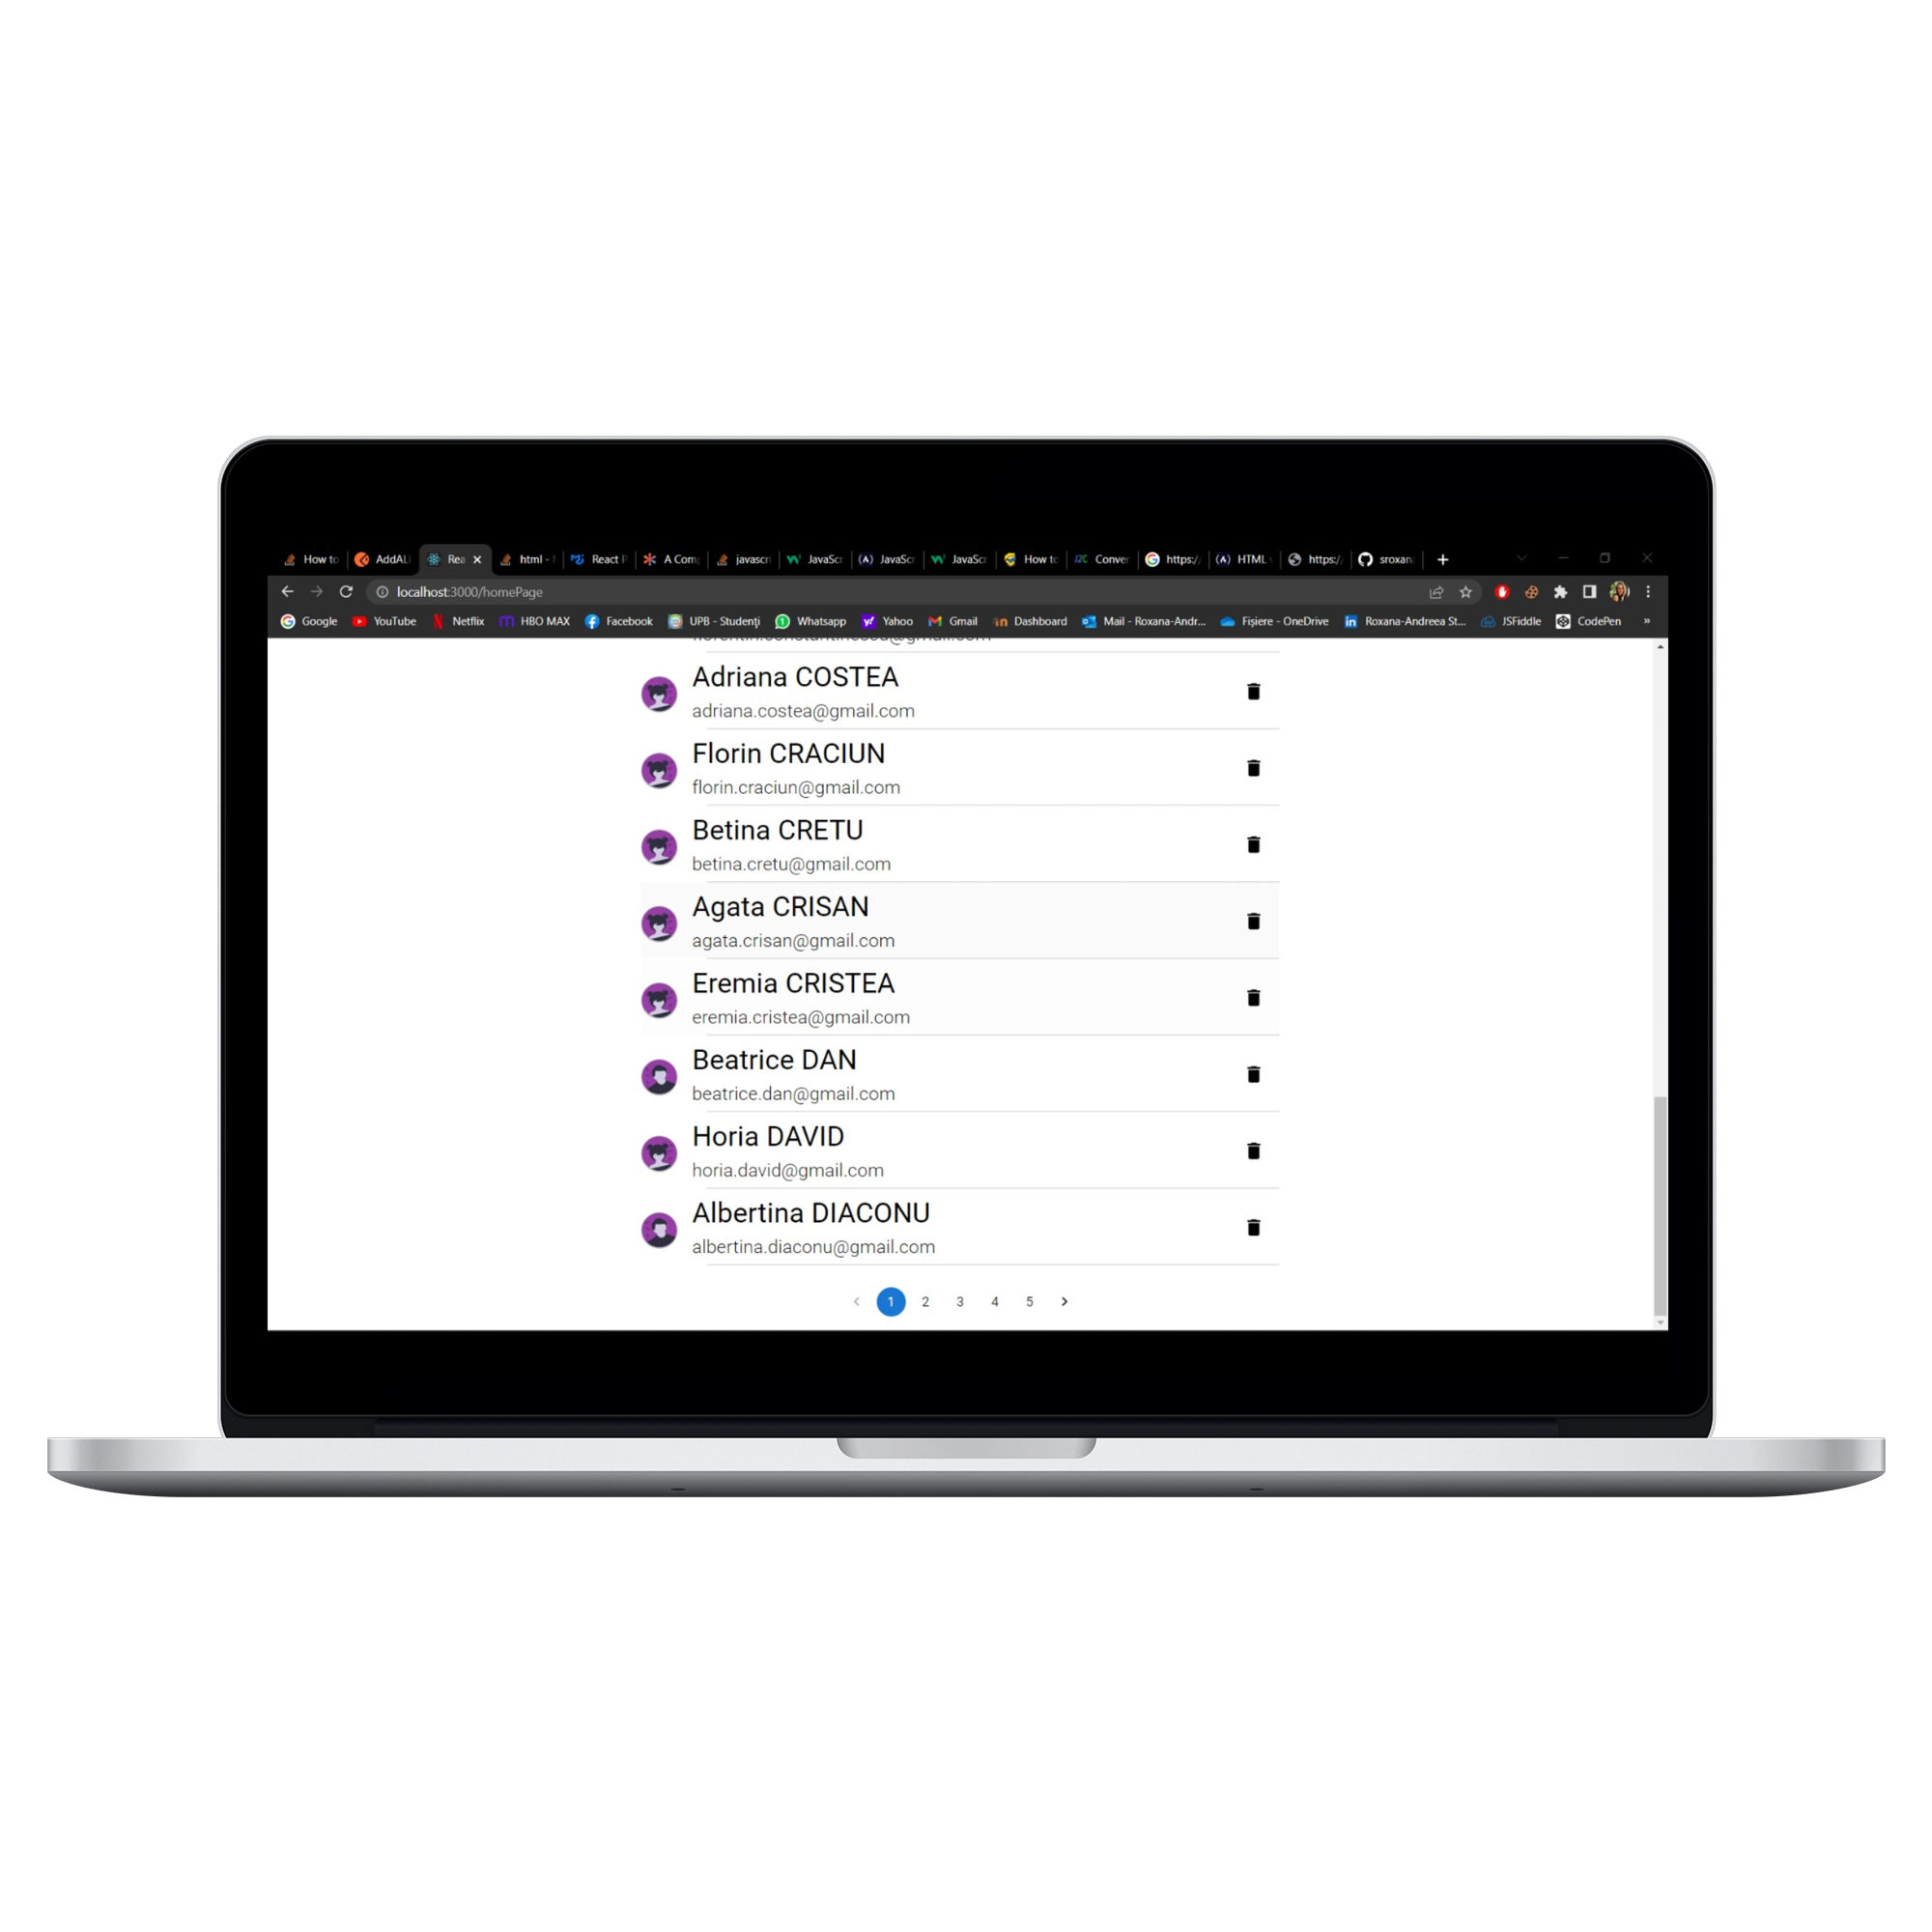 How to AddAL Rea html - React P A Com javascri JavaScr JavaScr JavaScr How to Conver https:/ HTML https:/ sroxan
localhost:3000/homePage
Google YouTube Netflix HBO MAX Facebook UPB - Studenți Whatsapp Yahoo Gmail Dashboard Mail - Roxana-Andr... Fișiere - OneDrive Roxana-Andreea St... JSFiddle CodePen »
Adriana COSTEA
adriana.costea@gmail.com
Florin CRACIUN
florin.craciun@gmail.com
Betina CRETU
betina.cretu@gmail.com
Agata CRISAN
agata.crisan@gmail.com
Eremia CRISTEA
eremia.cristea@gmail.com
Beatrice DAN
beatrice.dan@gmail.com
Horia DAVID
horia.david@gmail.com
Albertina DIACONU
albertina.diaconu@gmail.com
1 2 3 4 5